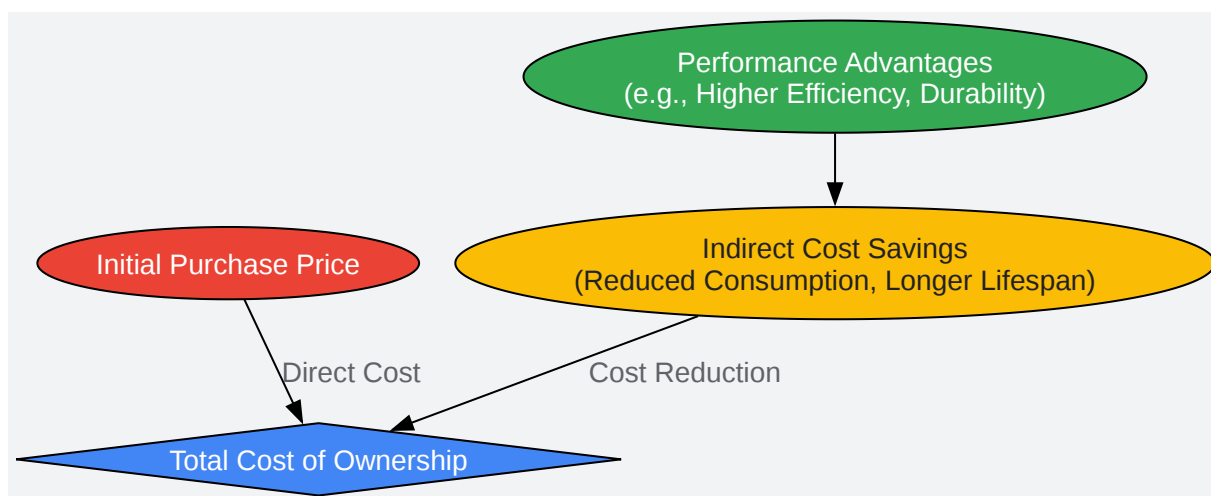 Performance Advantages
(e.g., Higher Efficiency, Durability)
Initial Purchase Price
Indirect Cost Savings
(Reduced Consumption, Longer Lifespan)
Direct Cost
Cost Reduction
Total Cost of Ownership